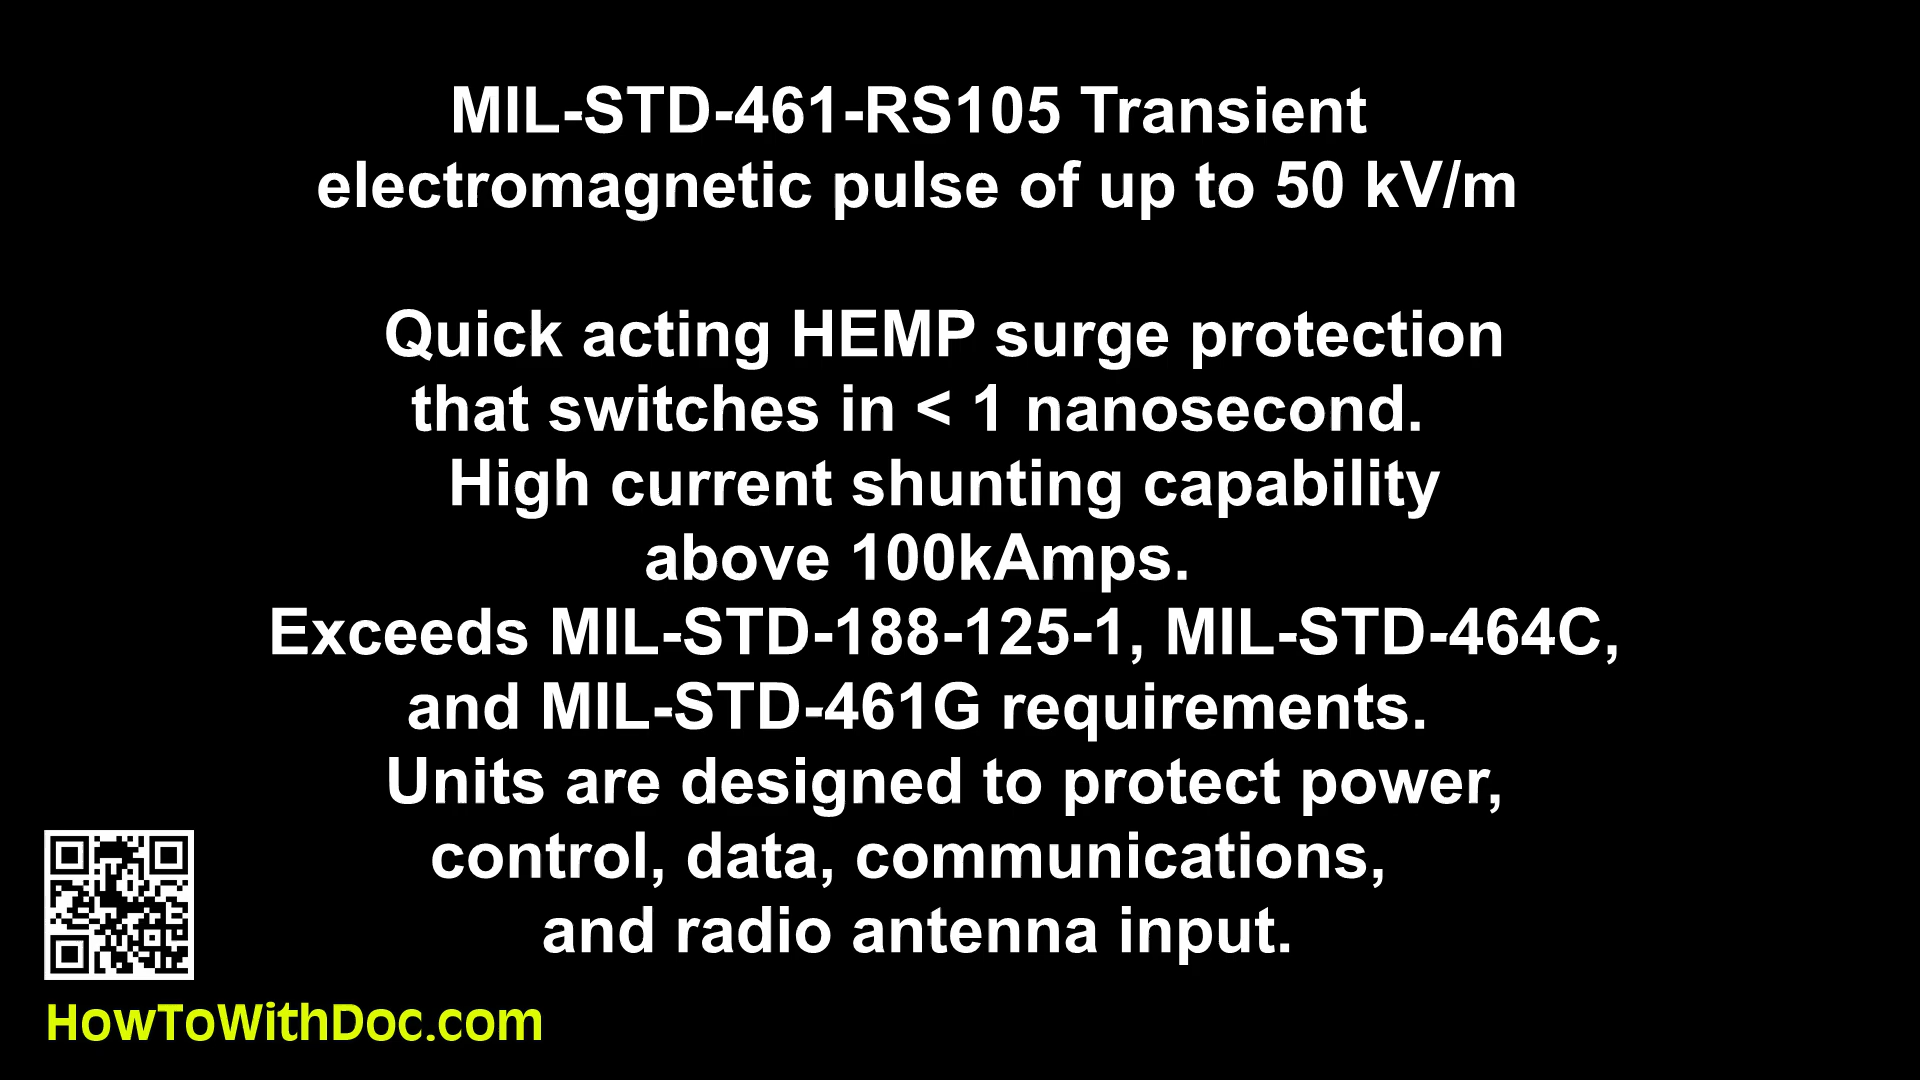 MIL-STD-461-RS105 Transient
electromagnetic pulse of up to 50 kV/m
Quick acting HEMP surge protection
that switches in < 1 nanosecond.
High current shunting capability
above 100kAmps.
Exceeds MIL-STD-188-125-1, MIL-STD-464C,
and MIL-STD-461G requirements.
Units are designed to protect power,
control, data, communications,
and radio antenna input.
HowToWithDoc.com